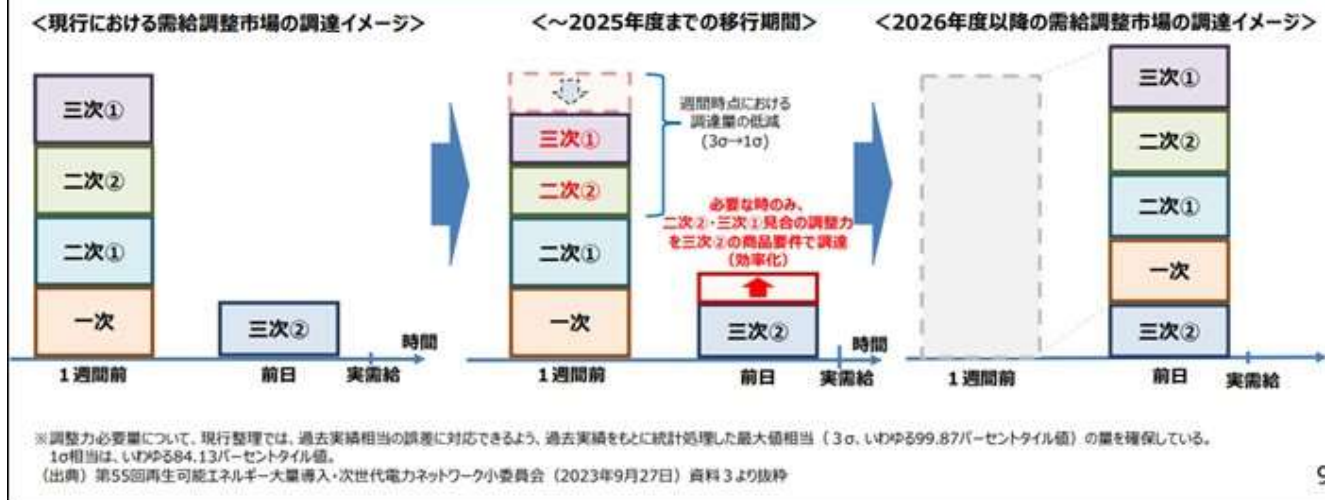 ＜現行における需給調整市場の調達イメージ＞
三次①
二次②
二次①
一次
三次②
時間
1週間前
前日
実需給
＜～2025年度までの移行期間＞
週間時点における
調達量の低減
(3σ→1σ)
三次①
二次②
二次①
一次
必要な時のみ、
二次②・三次①見合の調整力
を三次②の商品要件で調達
（効率化）
三次②
時間
1週間前
前日
実需給
＜2026年度以降の需給調整市場の調達イメージ＞
三次①
二次②
二次①
一次
三次②
1週間前
前日
実需給
※調整力必要量について、現行整理では、過去実績相当の誤差に対応できるよう、過去実績をもとに統計処理した最大値相当（3σ、いわゆる99.87パーセンタイル値）の量を確保している。
1σ相当は、いわゆる84.13パーセンタイル値。
（出典）第55回再生可能エネルギー大量導入・次世代電力ネットワーク小委員会（2023年9月27日）資料3より抜粋
9